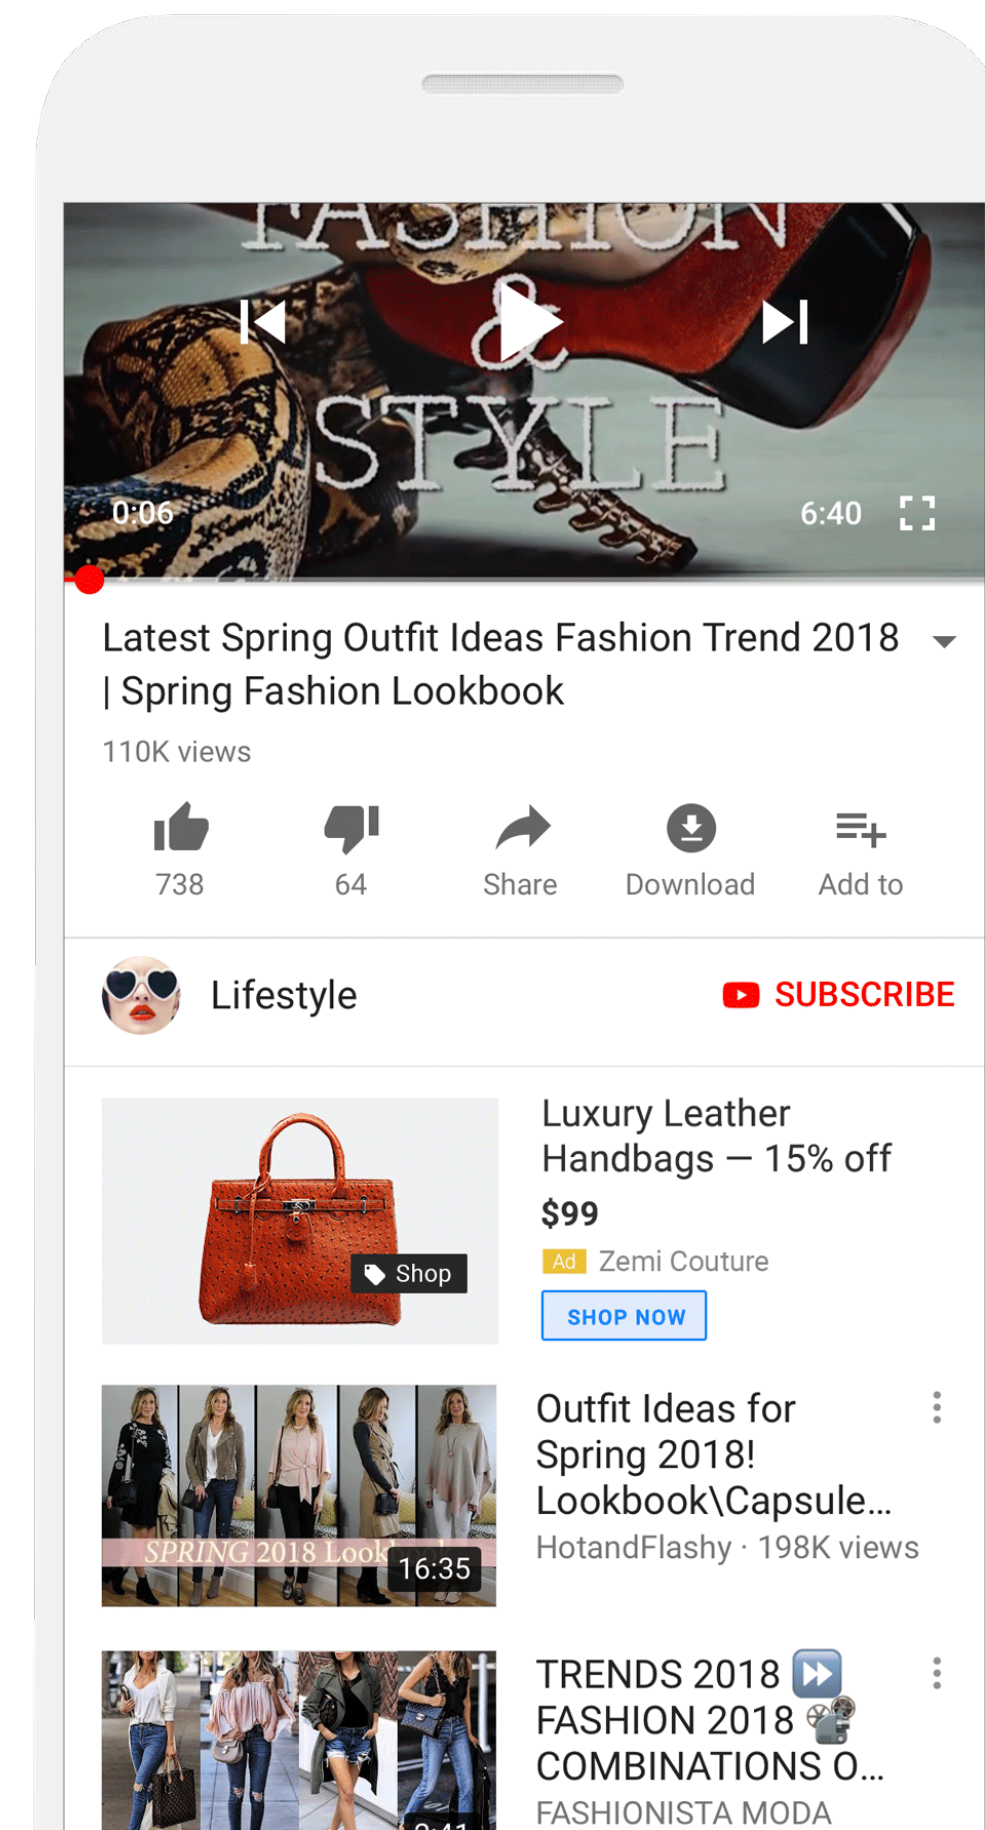 FASHION
&
STYLE
0:06
6:40
Latest Spring Outfit Ideas Fashion Trend 2018
| Spring Fashion Lookbook
110K views
738
64
Share
Download
Add to
Lifestyle
SUBSCRIBE
Luxury Leather
Handbags — 15% off
$99
Ad Zemi Couture
SHOP NOW
Shop
Outfit Ideas for
Spring 2018!
Lookbook\Capsule...
HotandFlashy · 198K views
SPRING 2018 Lookbook
16:35
TRENDS 2018 ⏩
FASHION 2018 📽
COMBINATIONS O...
FASHIONISTA MODA